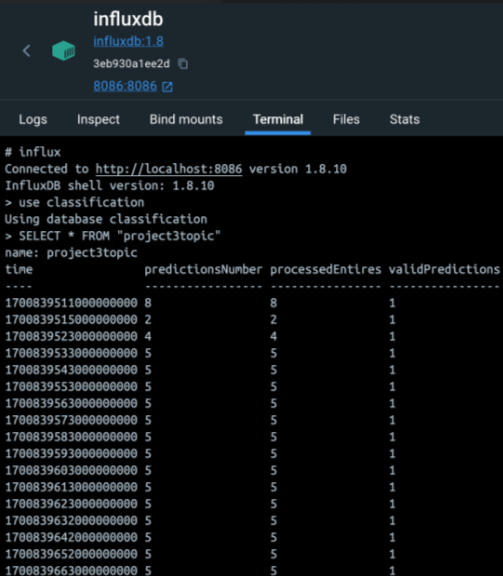 influxdb
influxdb:1.8
3eb930a1ee2d
8086:8086
Logs Inspect Bind mounts Terminal Files Stats
# influx
Connected to http://localhost:8086 version 1.8.10
InfluxDB shell version: 1.8.10
> use classification
Using database classification
> SELECT * FROM "project3topic"
name: project3topic
time predictionsNumber processedEntires validPredictions
---- ----------------- ---------------- ----------------
1700839511000000000 8 8 1
1700839515000000000 2 2 1
1700839523000000000 4 4 1
1700839533000000000 5 5 1
1700839543000000000 5 5 1
1700839553000000000 5 5 1
1700839563000000000 5 5 1
1700839573000000000 5 5 1
1700839583000000000 5 5 1
1700839593000000000 5 5 1
1700839603000000000 5 5 1
1700839613000000000 5 5 1
1700839623000000000 5 5 1
1700839632000000000 5 5 1
1700839642000000000 5 5 1
1700839652000000000 5 5 1
1700839663000000000 5 5 1